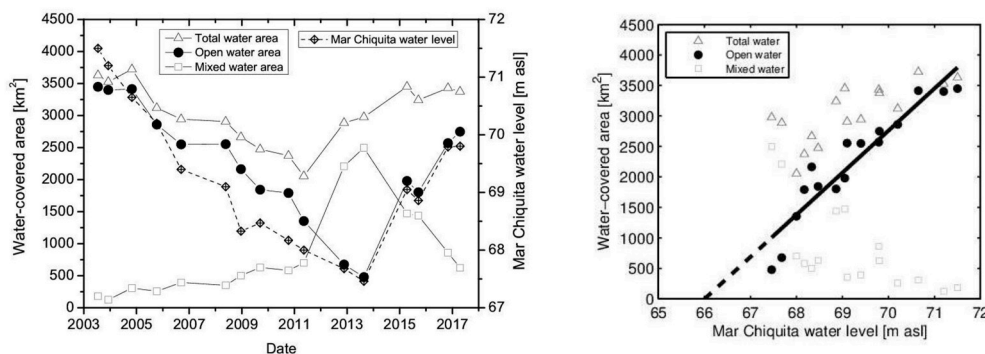 Total water area
Open water area
Mixed water area
Mar Chiquita water level
Water-covered area [km²]
4500
4000
3500
3000
2500
2000
1500
1000
500
0
72
71
70
69
68
67
Mar Chiquita water level [m asl]
2003 2005 2007 2009 2011 2013 2015 2017
Date
Total water
Open water
Mixed water
Water-covered area [km²]
4500
4000
3500
3000
2500
2000
1500
1000
500
0
65 66 67 68 69 70 71 72
Mar Chiquita water level [m asl]